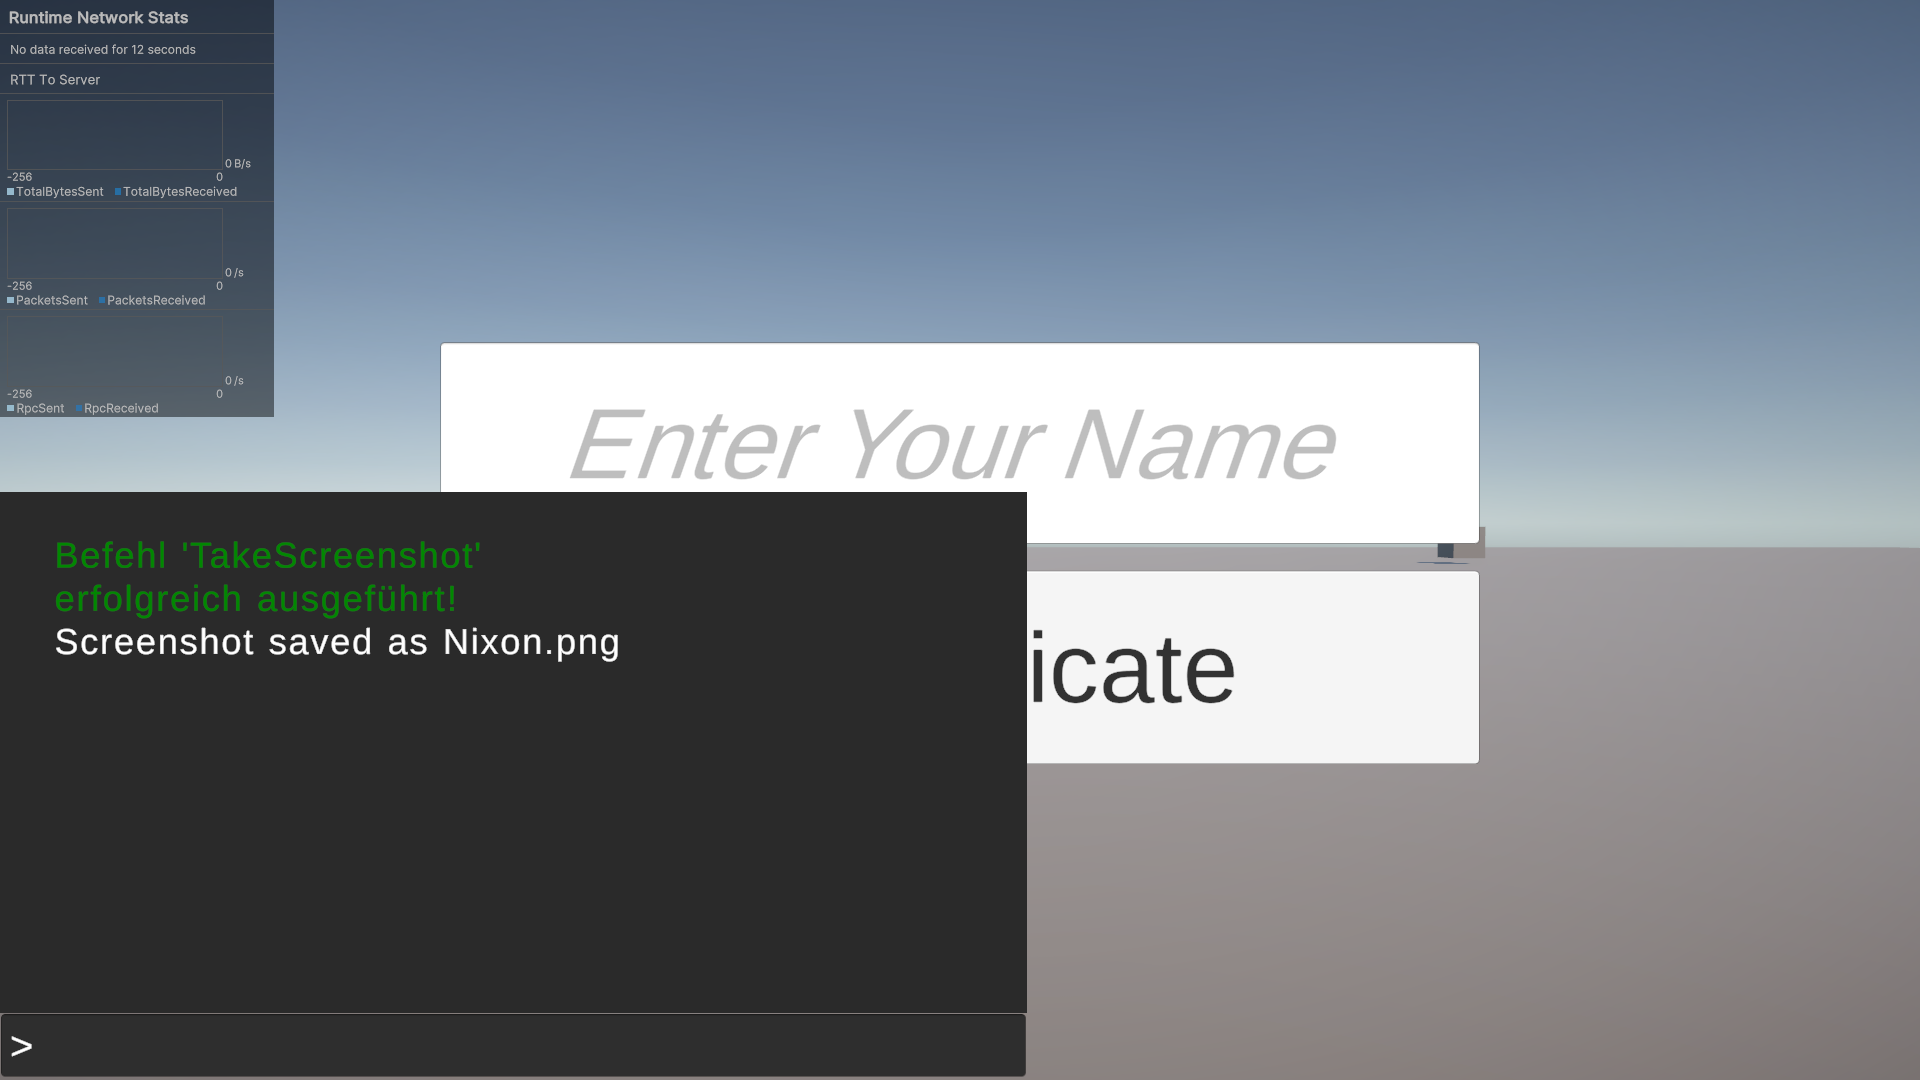 Runtime Network Stats
No data received for 12 seconds
RTT To Server
0 B/s
-256 0
TotalBytesSent TotalBytesReceived
0 /s
-256 0
PacketsSent PacketsReceived
0 /s
-256 0
RpcSent RpcReceived
Enter Your Name
icate
Befehl 'TakeScreenshot'
erfolgreich ausgeführt!
Screenshot saved as Nixon.png
>